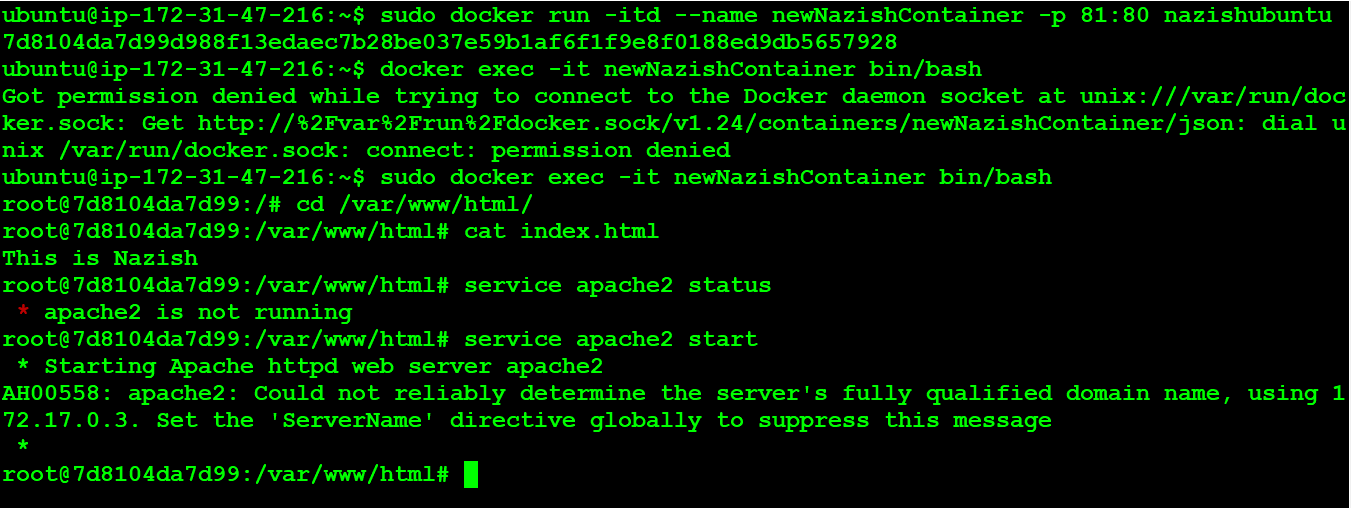 ubuntu@ip-172-31-47-216:~$ sudo docker run -itd --name newNazishContainer -p 81:80 nazishubuntu
7d8104da7d99d988f13edaec7b28be037e59b1af6f1f9e8f0188ed9db5657928
ubuntu@ip-172-31-47-216:~$ docker exec -it newNazishContainer bin/bash
Got permission denied while trying to connect to the Docker daemon socket at unix:///var/run/doc
ker.sock: Get http://%2Fvar%2Frun%2Fdocker.sock/v1.24/containers/newNazishContainer/json: dial u
nix /var/run/docker.sock: connect: permission denied
ubuntu@ip-172-31-47-216:~$ sudo docker exec -it newNazishContainer bin/bash
root@7d8104da7d99:/# cd /var/www/html/
root@7d8104da7d99:/var/www/html# cat index.html
This is Nazish
root@7d8104da7d99:/var/www/html# service apache2 status
 * apache2 is not running
root@7d8104da7d99:/var/www/html# service apache2 start
 * Starting Apache httpd web server apache2
AH00558: apache2: Could not reliably determine the server's fully qualified domain name, using 1
72.17.0.3. Set the 'ServerName' directive globally to suppress this message
 *
root@7d8104da7d99:/var/www/html#